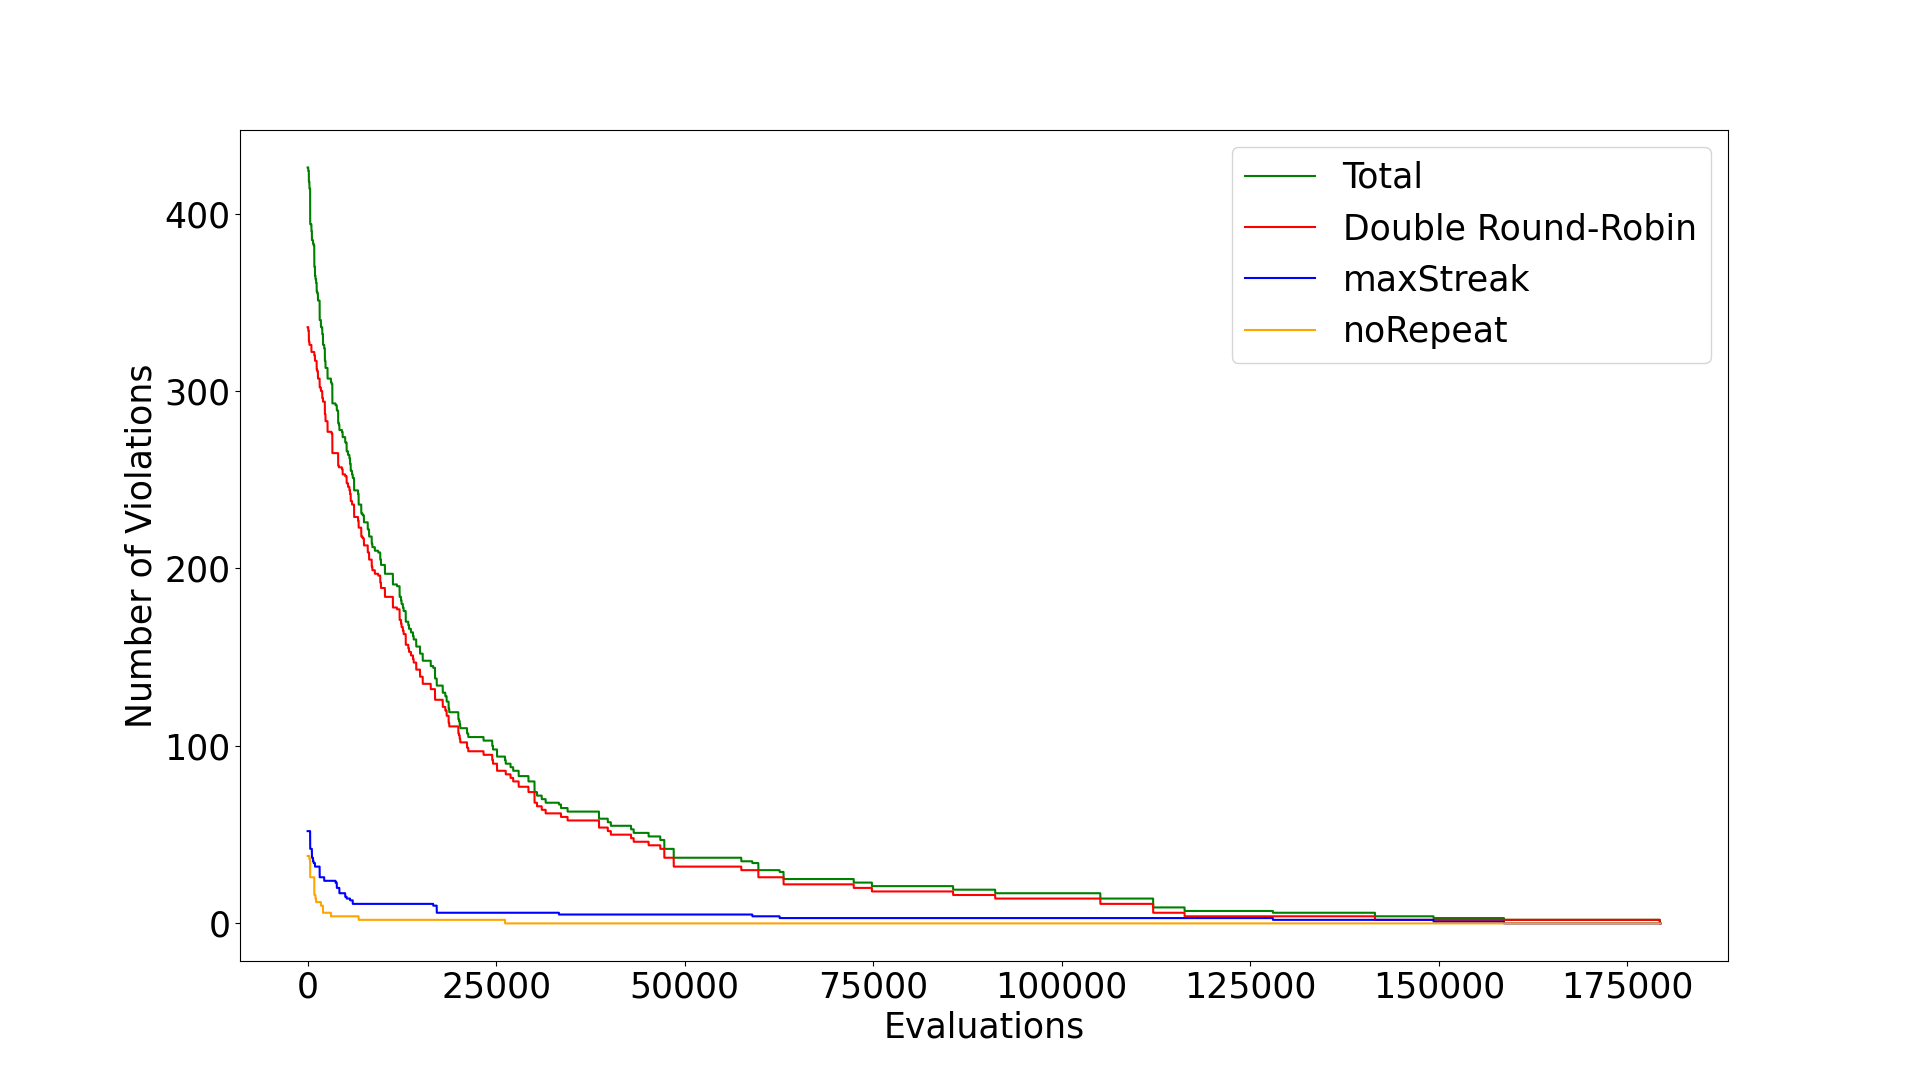 Total
Double Round-Robin
maxStreak
noRepeat
400
300
200
100
0
Number of Violations
0 25000 50000 75000 100000 125000 150000 175000
Evaluations